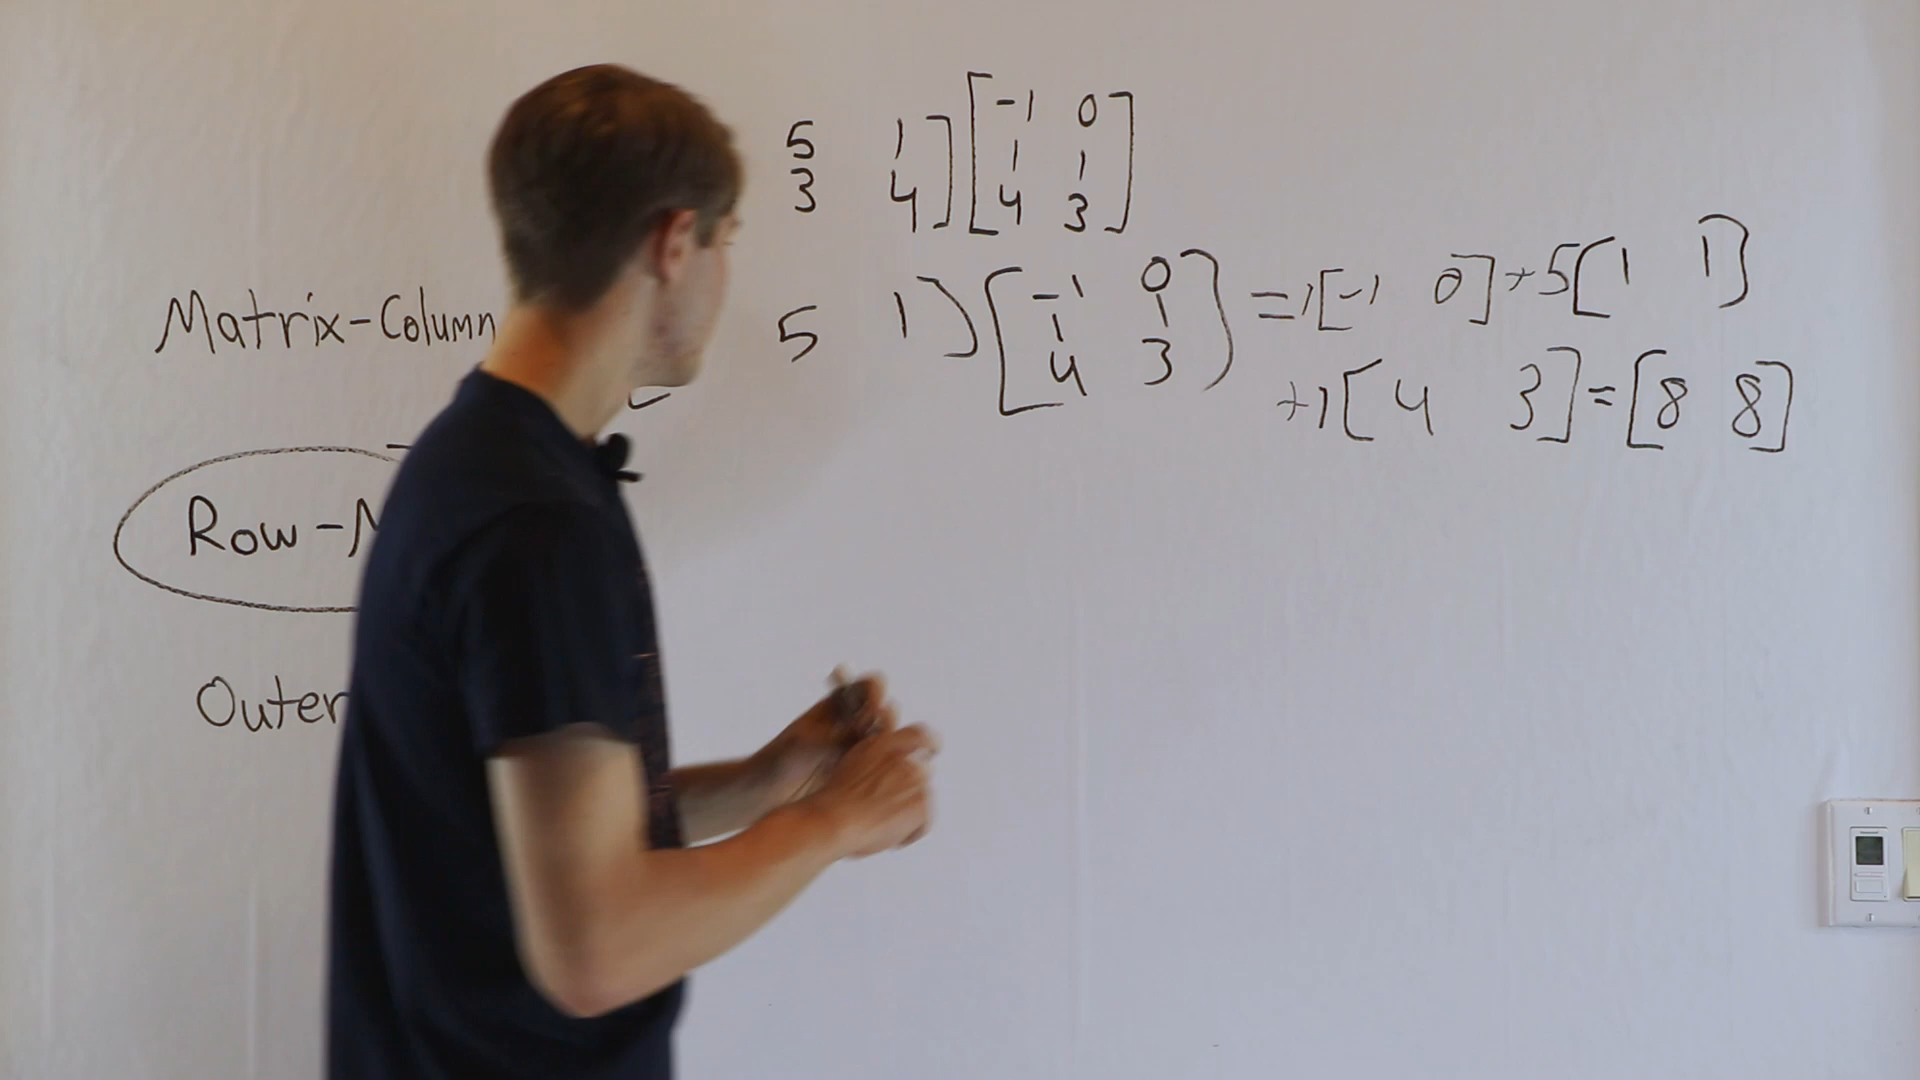 5 1] [-1 0
1 1
3 4] 4 3]
5 1] [-1 0
1 1
4 3] = 1[-1 0] + 5[1 1]
+1[4 3] = [8 8]
Matrix-Column
Row-
Outer